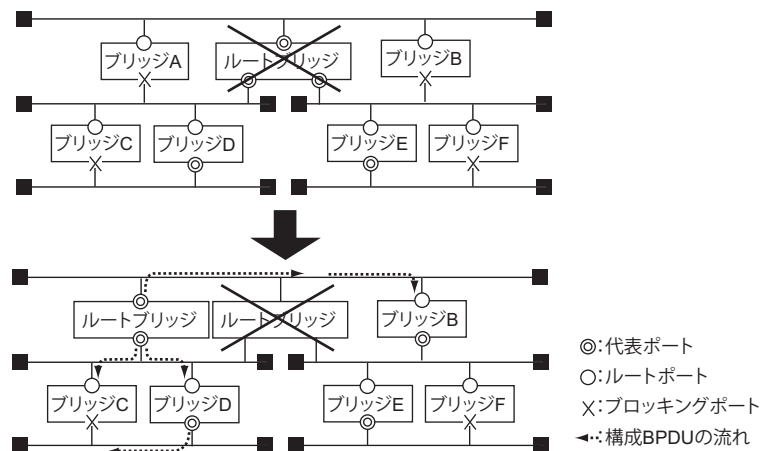 ブリッジA
ルートブリッジ
ブリッジB
ブリッジC
ブリッジD
ブリッジE
ブリッジF
ルートブリッジ
ルートブリッジ
ブリッジB
ブリッジC
ブリッジD
ブリッジE
ブリッジF
◎:代表ポート
○:ルートポート
×:ブロッキングポート
◄··:構成BPDUの流れ